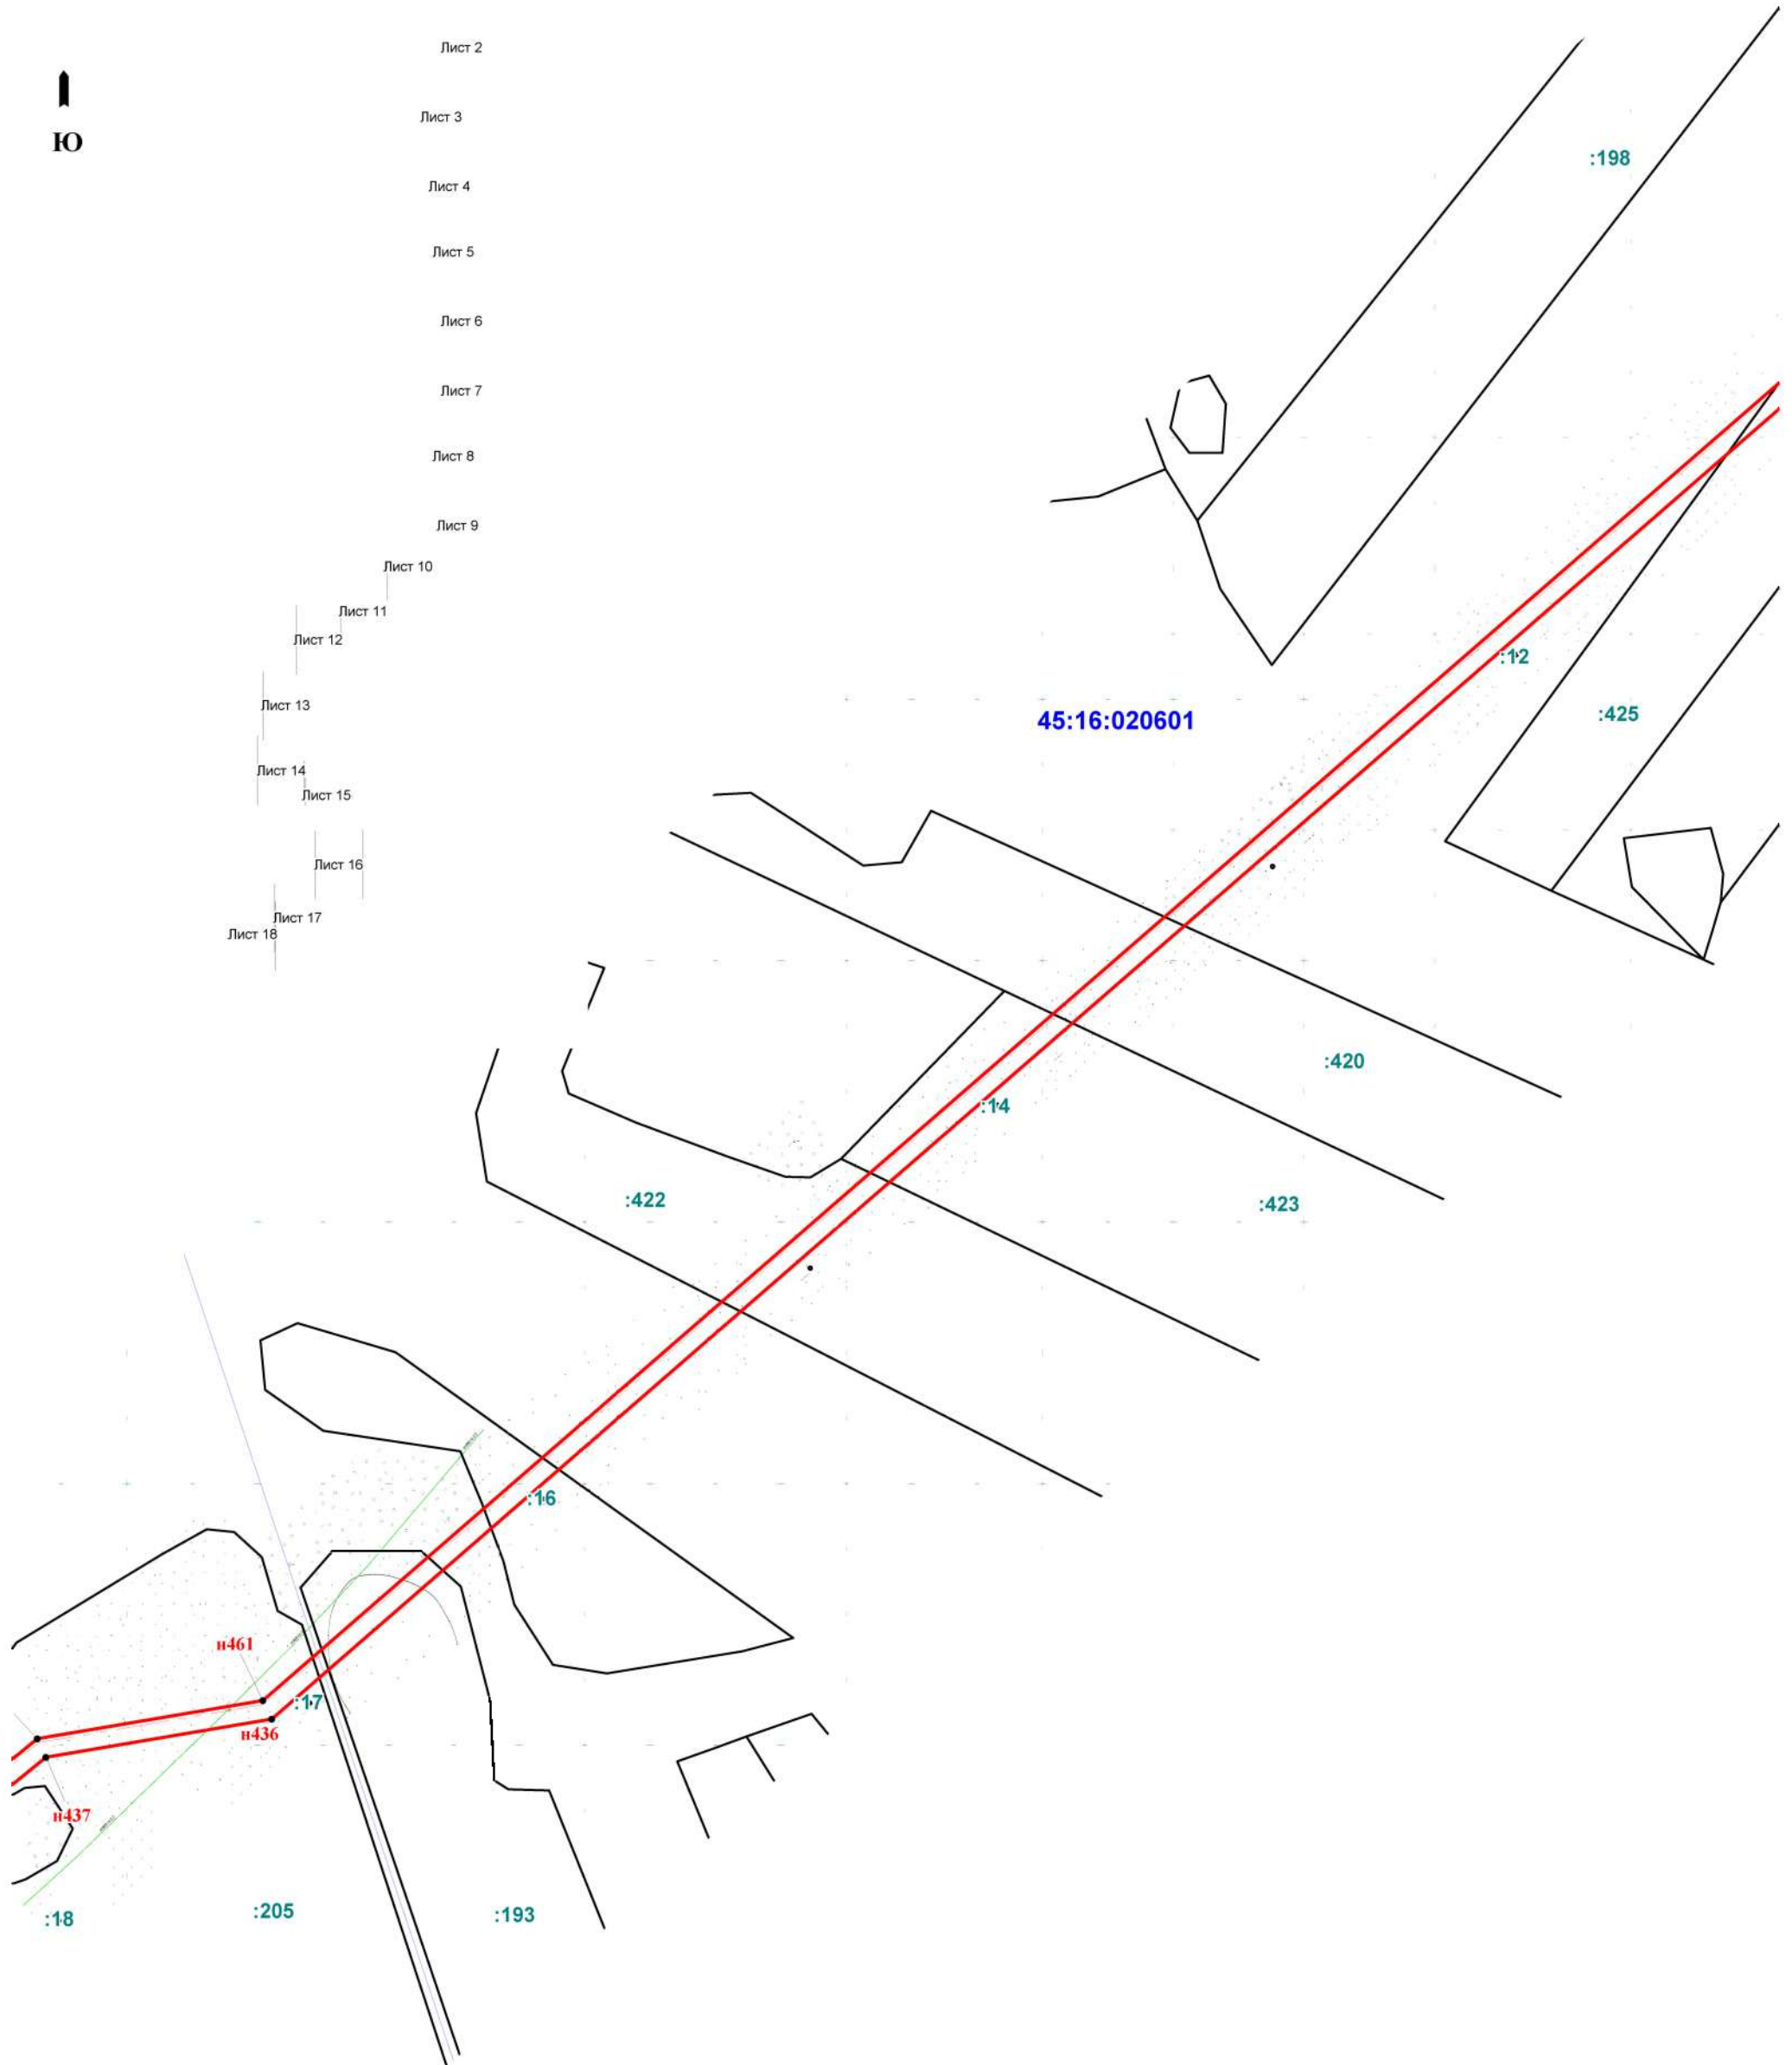 Лист 2
Лист 3
Ю
:198
Лист 4
Лист 5
Лист 6
Лист 7
Лист 8
Лист 9
Лист 10
Лист 11
Лист 12
:12
Лист 13
:425
45:16:020601
Лист 14
Лист 15
Лист 16
Лист 17
Лист 18
:420
:14
:422
:423
:16
н461
:17
н436
н437
:205
:193
:18